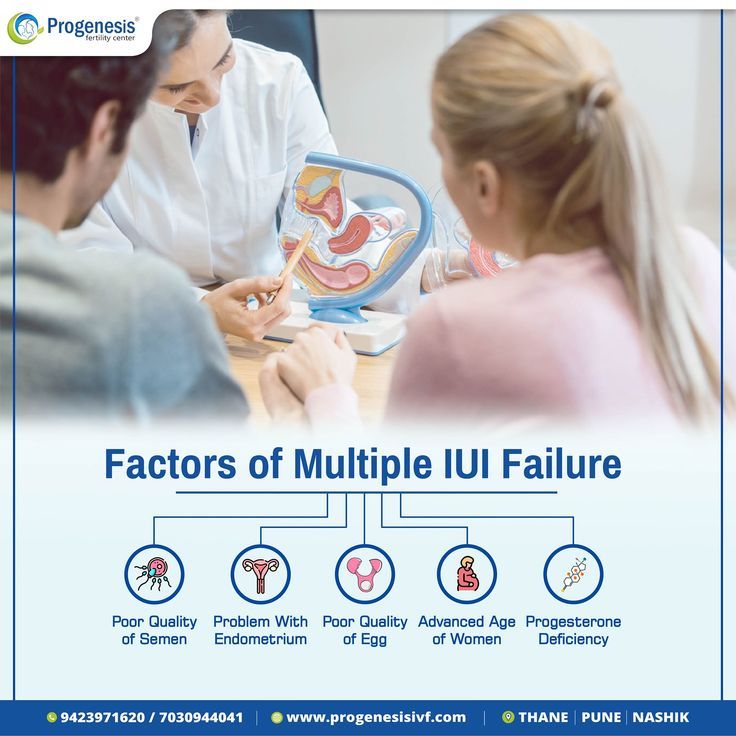 Progenesis®
fertility center
Factors of Multiple IUI Failure
Poor Quality
of Semen
Problem With
Endometrium
Poor Quality
of Egg
Advanced Age
of Women
Progesterone
Deficiency
9423971620 / 7030944041 | www.progenesisivf.com | THANE | PUNE | NASHIK